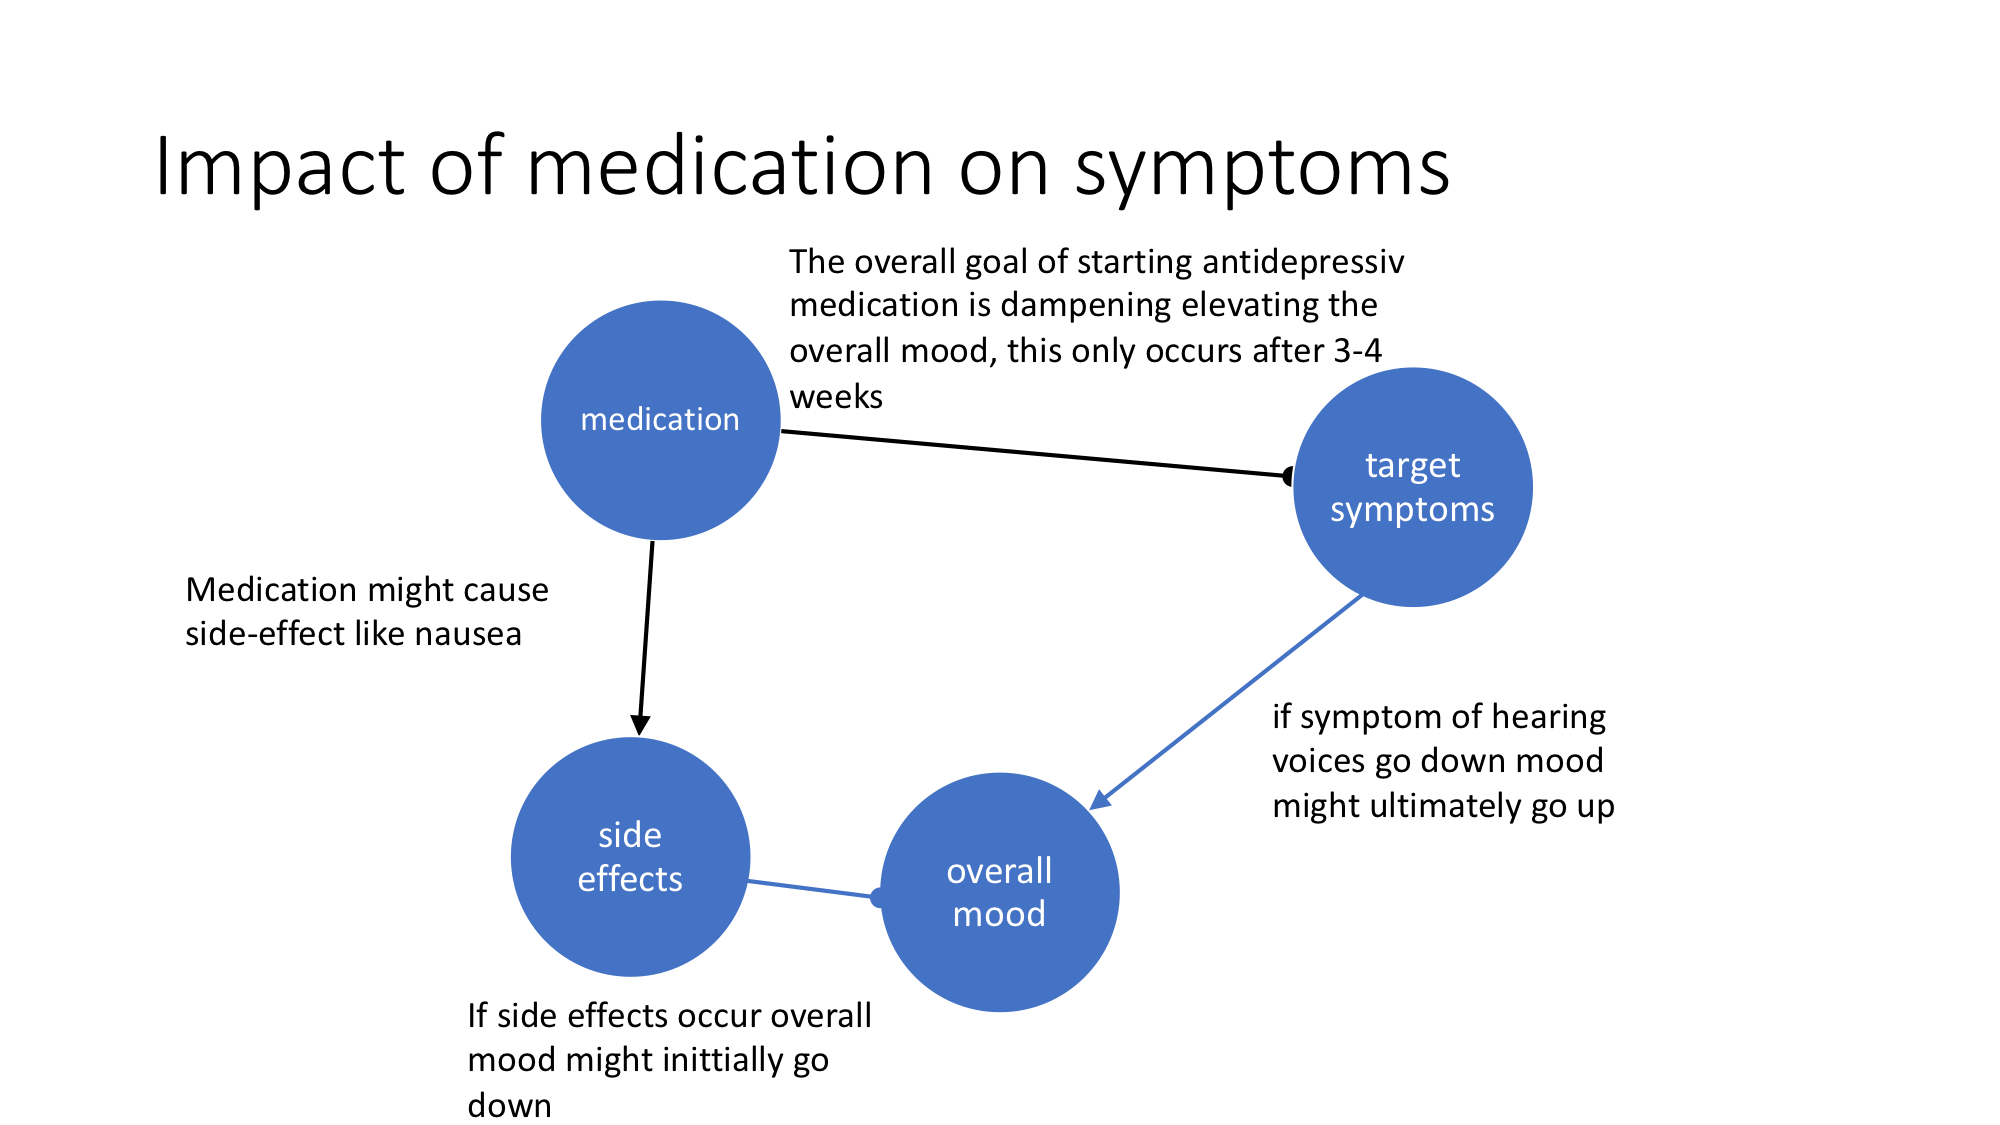 Impact of medication on symptoms
The overall goal of starting antidepressiv
medication is dampening elevating the
overall mood, this only occurs after 3-4
weeks
medication
target
symptoms
Medication might cause
side-effect like nausea
if symptom of hearing
voices go down mood
might ultimately go up
side
effects
overall
mood
If side effects occur overall
mood might inittially go
down